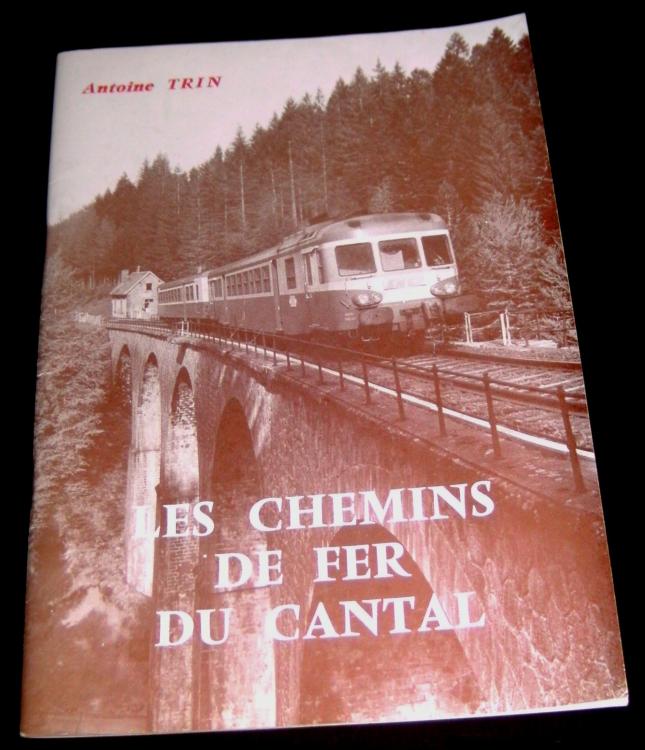 Antoine TRIN
LES CHEMINS
DE FER
DU CANTAL